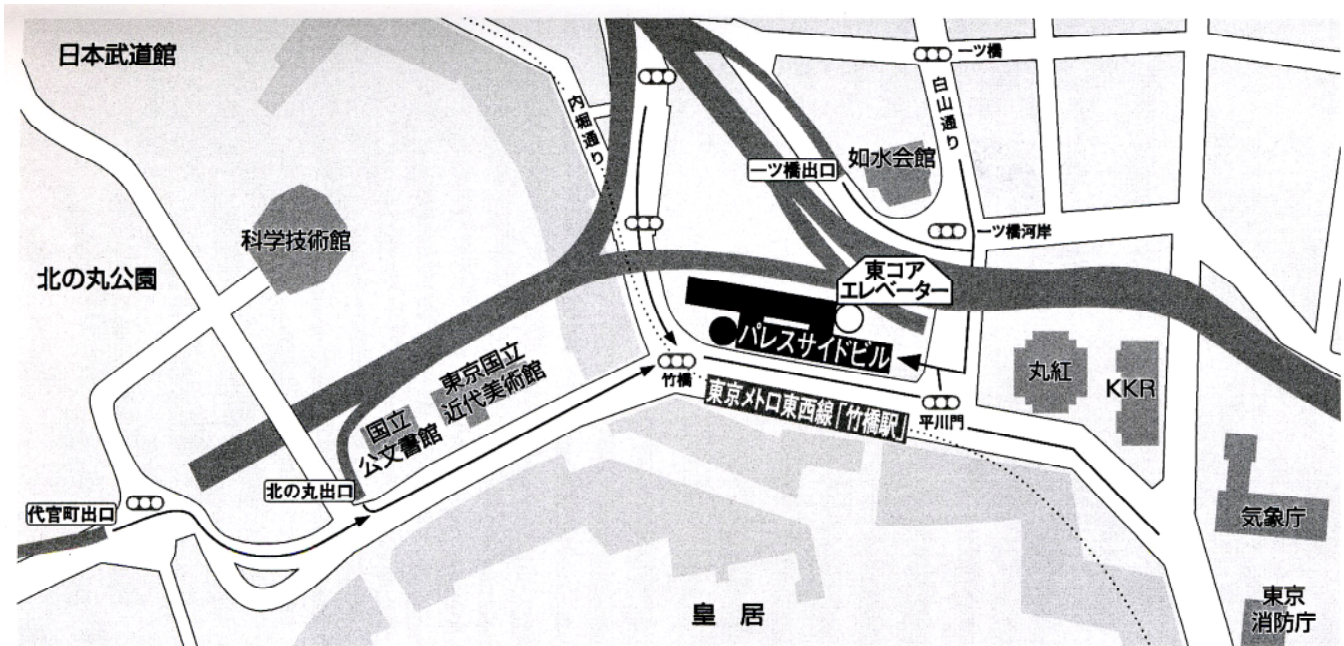 日本武道館
内堀通り
一ツ橋
白山通り
如水会館
一ツ橋出口
科学技術館
一ツ橋河岸
北の丸公園
東コア
エレベーター
パレスサイドビル
竹橋
丸紅
KKR
東京国立
近代美術館
国立
公文書館
東京メトロ東西線「竹橋駅」
平川門
北の丸出口
代官町出口
気象庁
皇居
東京
消防庁